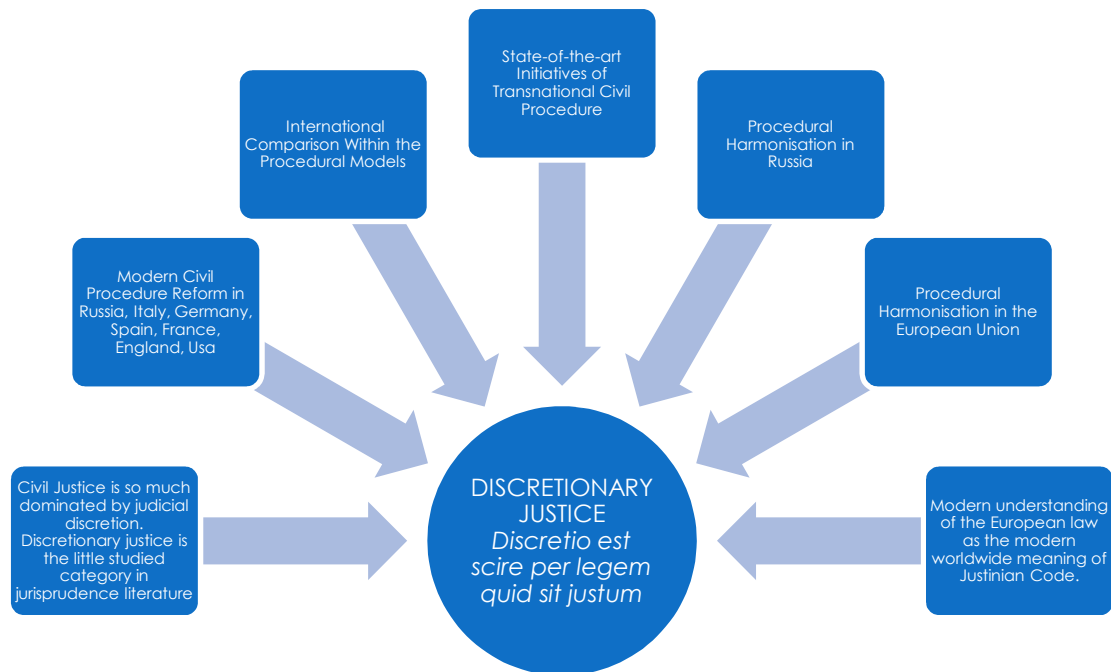 State-of-the-art
Initiatives of
Transnational Civil
Procedure
International
Comparison Within the
Procedural Models
Procedural
Harmonisation in
Russia
Modern Civil
Procedure Reform in
Russia, Italy, Germany,
Spain, France,
England, Usa
Procedural
Harmonisation in the
European Union
Civil Justice is so much
dominated by judicial
discretion.
Discretionary justice is
the little studied
category in
jurisprudence literature
DISCRETIONARY
JUSTICE
Discretio est
scire per legem
quid sit justum
Modern understanding
of the European law
as the modern
worldwide meaning of
Justinian Code.